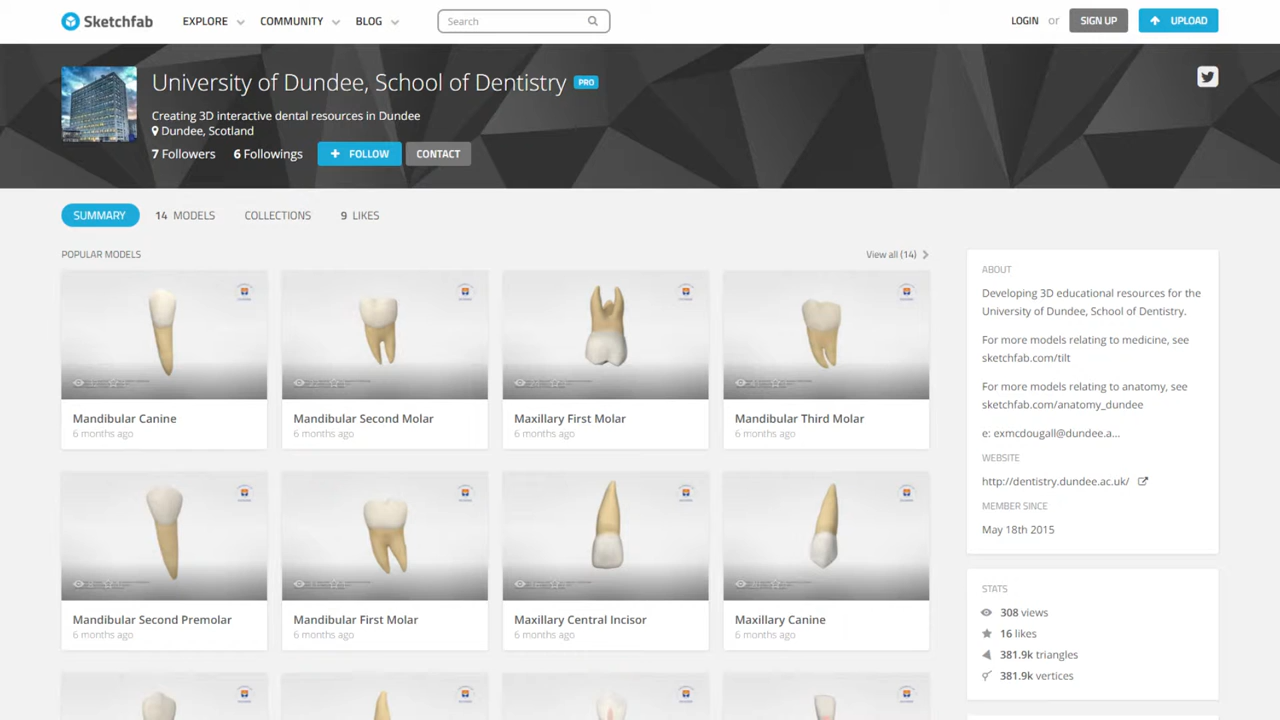 Sketchfab
EXPLORE
COMMUNITY
BLOG
Search
LOGIN or
SIGN UP
UPLOAD
University of Dundee, School of Dentistry PRO
Creating 3D interactive dental resources in Dundee
Dundee, Scotland
7 Followers
6 Followings
+ FOLLOW
CONTACT
SUMMARY
14 MODELS
COLLECTIONS
9 LIKES
POPULAR MODELS
View all (14)
Mandibular Canine
6 months ago
Mandibular Second Molar
6 months ago
Maxillary First Molar
6 months ago
Mandibular Third Molar
6 months ago
Mandibular Second Premolar
6 months ago
Mandibular First Molar
6 months ago
Maxillary Central Incisor
6 months ago
Maxillary Canine
6 months ago
ABOUT
Developing 3D educational resources for the
University of Dundee, School of Dentistry.
For more models relating to medicine, see
sketchfab.com/tilt
For more models relating to anatomy, see
sketchfab.com/anatomy_dundee
e: exmcdougall@dundee.a...
WEBSITE
http://dentistry.dundee.ac.uk/
MEMBER SINCE
May 18th 2015
STATS
308 views
16 likes
381.9k triangles
381.9k vertices